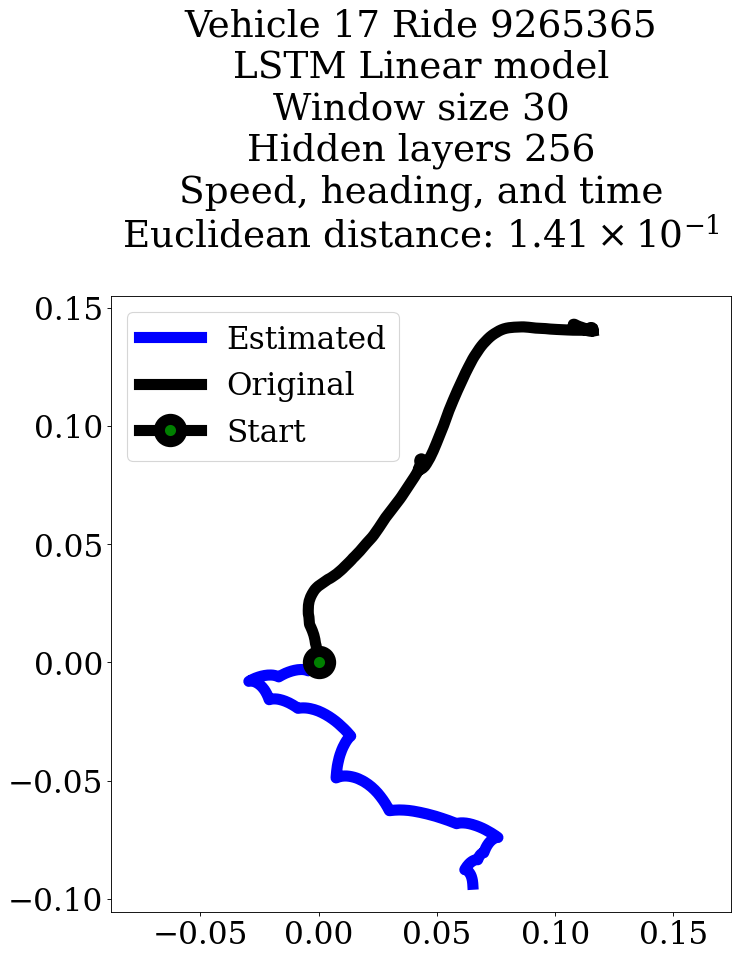 Vehicle 17 Ride 9265365
LSTM Linear model
Window size 30
Hidden layers 256
Speed, heading, and time
Euclidean distance: 1.41 × 10⁻¹
Estimated
Original
Start
0.15
0.10
0.05
0.00
−0.05
−0.10
−0.05 0.00 0.05 0.10 0.15